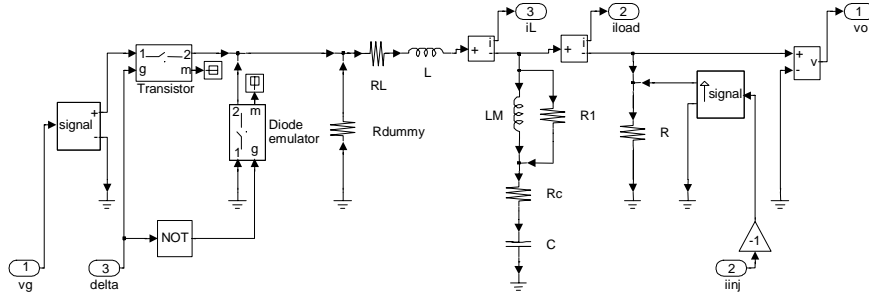 3
iL
2
iload
1
vo
1
2
g
m
Transistor
i
-
+
i
-
+
+
-
v
RL
L
signal
+
-
2
m
1
g
Diode
emulator
Rdummy
LM
R1
R
signal
Rc
C
NOT
-1
1
vg
3
delta
2
iinj